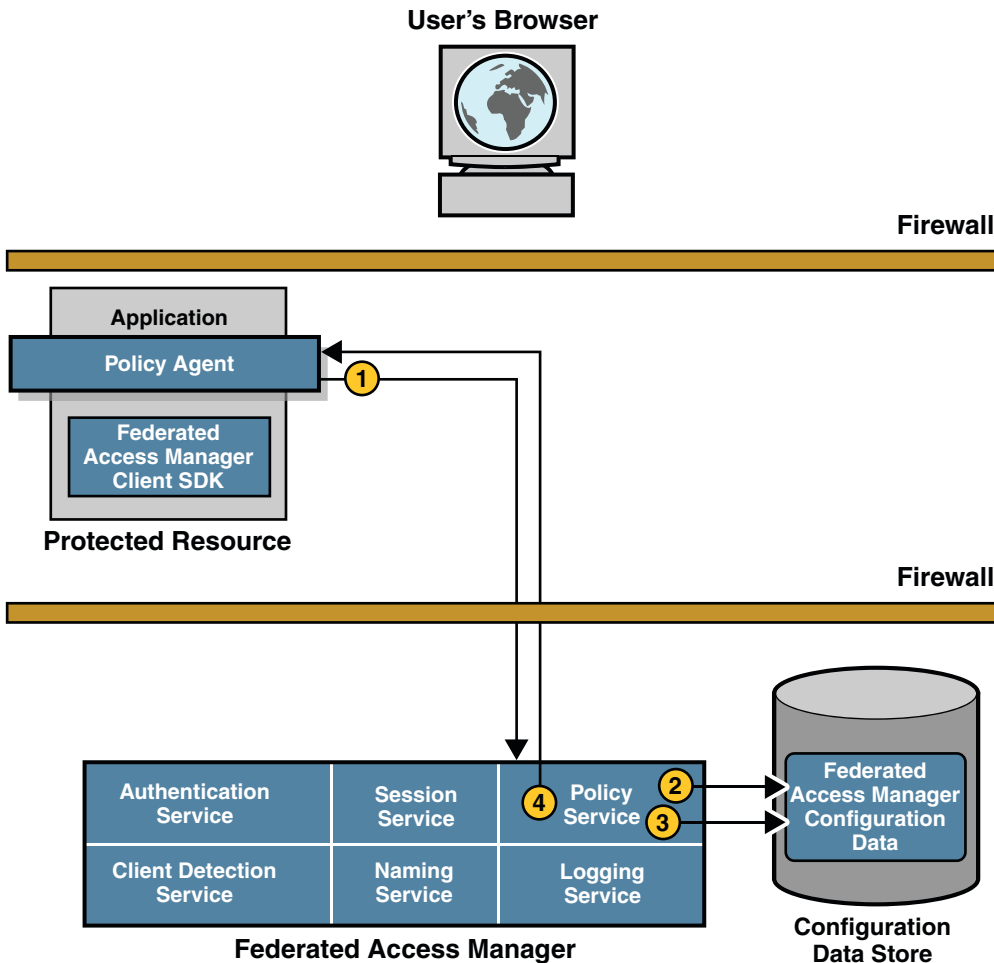 User's Browser
Firewall
Application
Policy Agent
1
Federated
Access Manager
Client SDK
Protected Resource
Firewall
Authentication
Service
Session
Service
4
Policy
Service
2
3
Client Detection
Service
Naming
Service
Logging
Service
Federated Access Manager
Federated
Access Manager
Configuration
Data
Configuration
Data Store